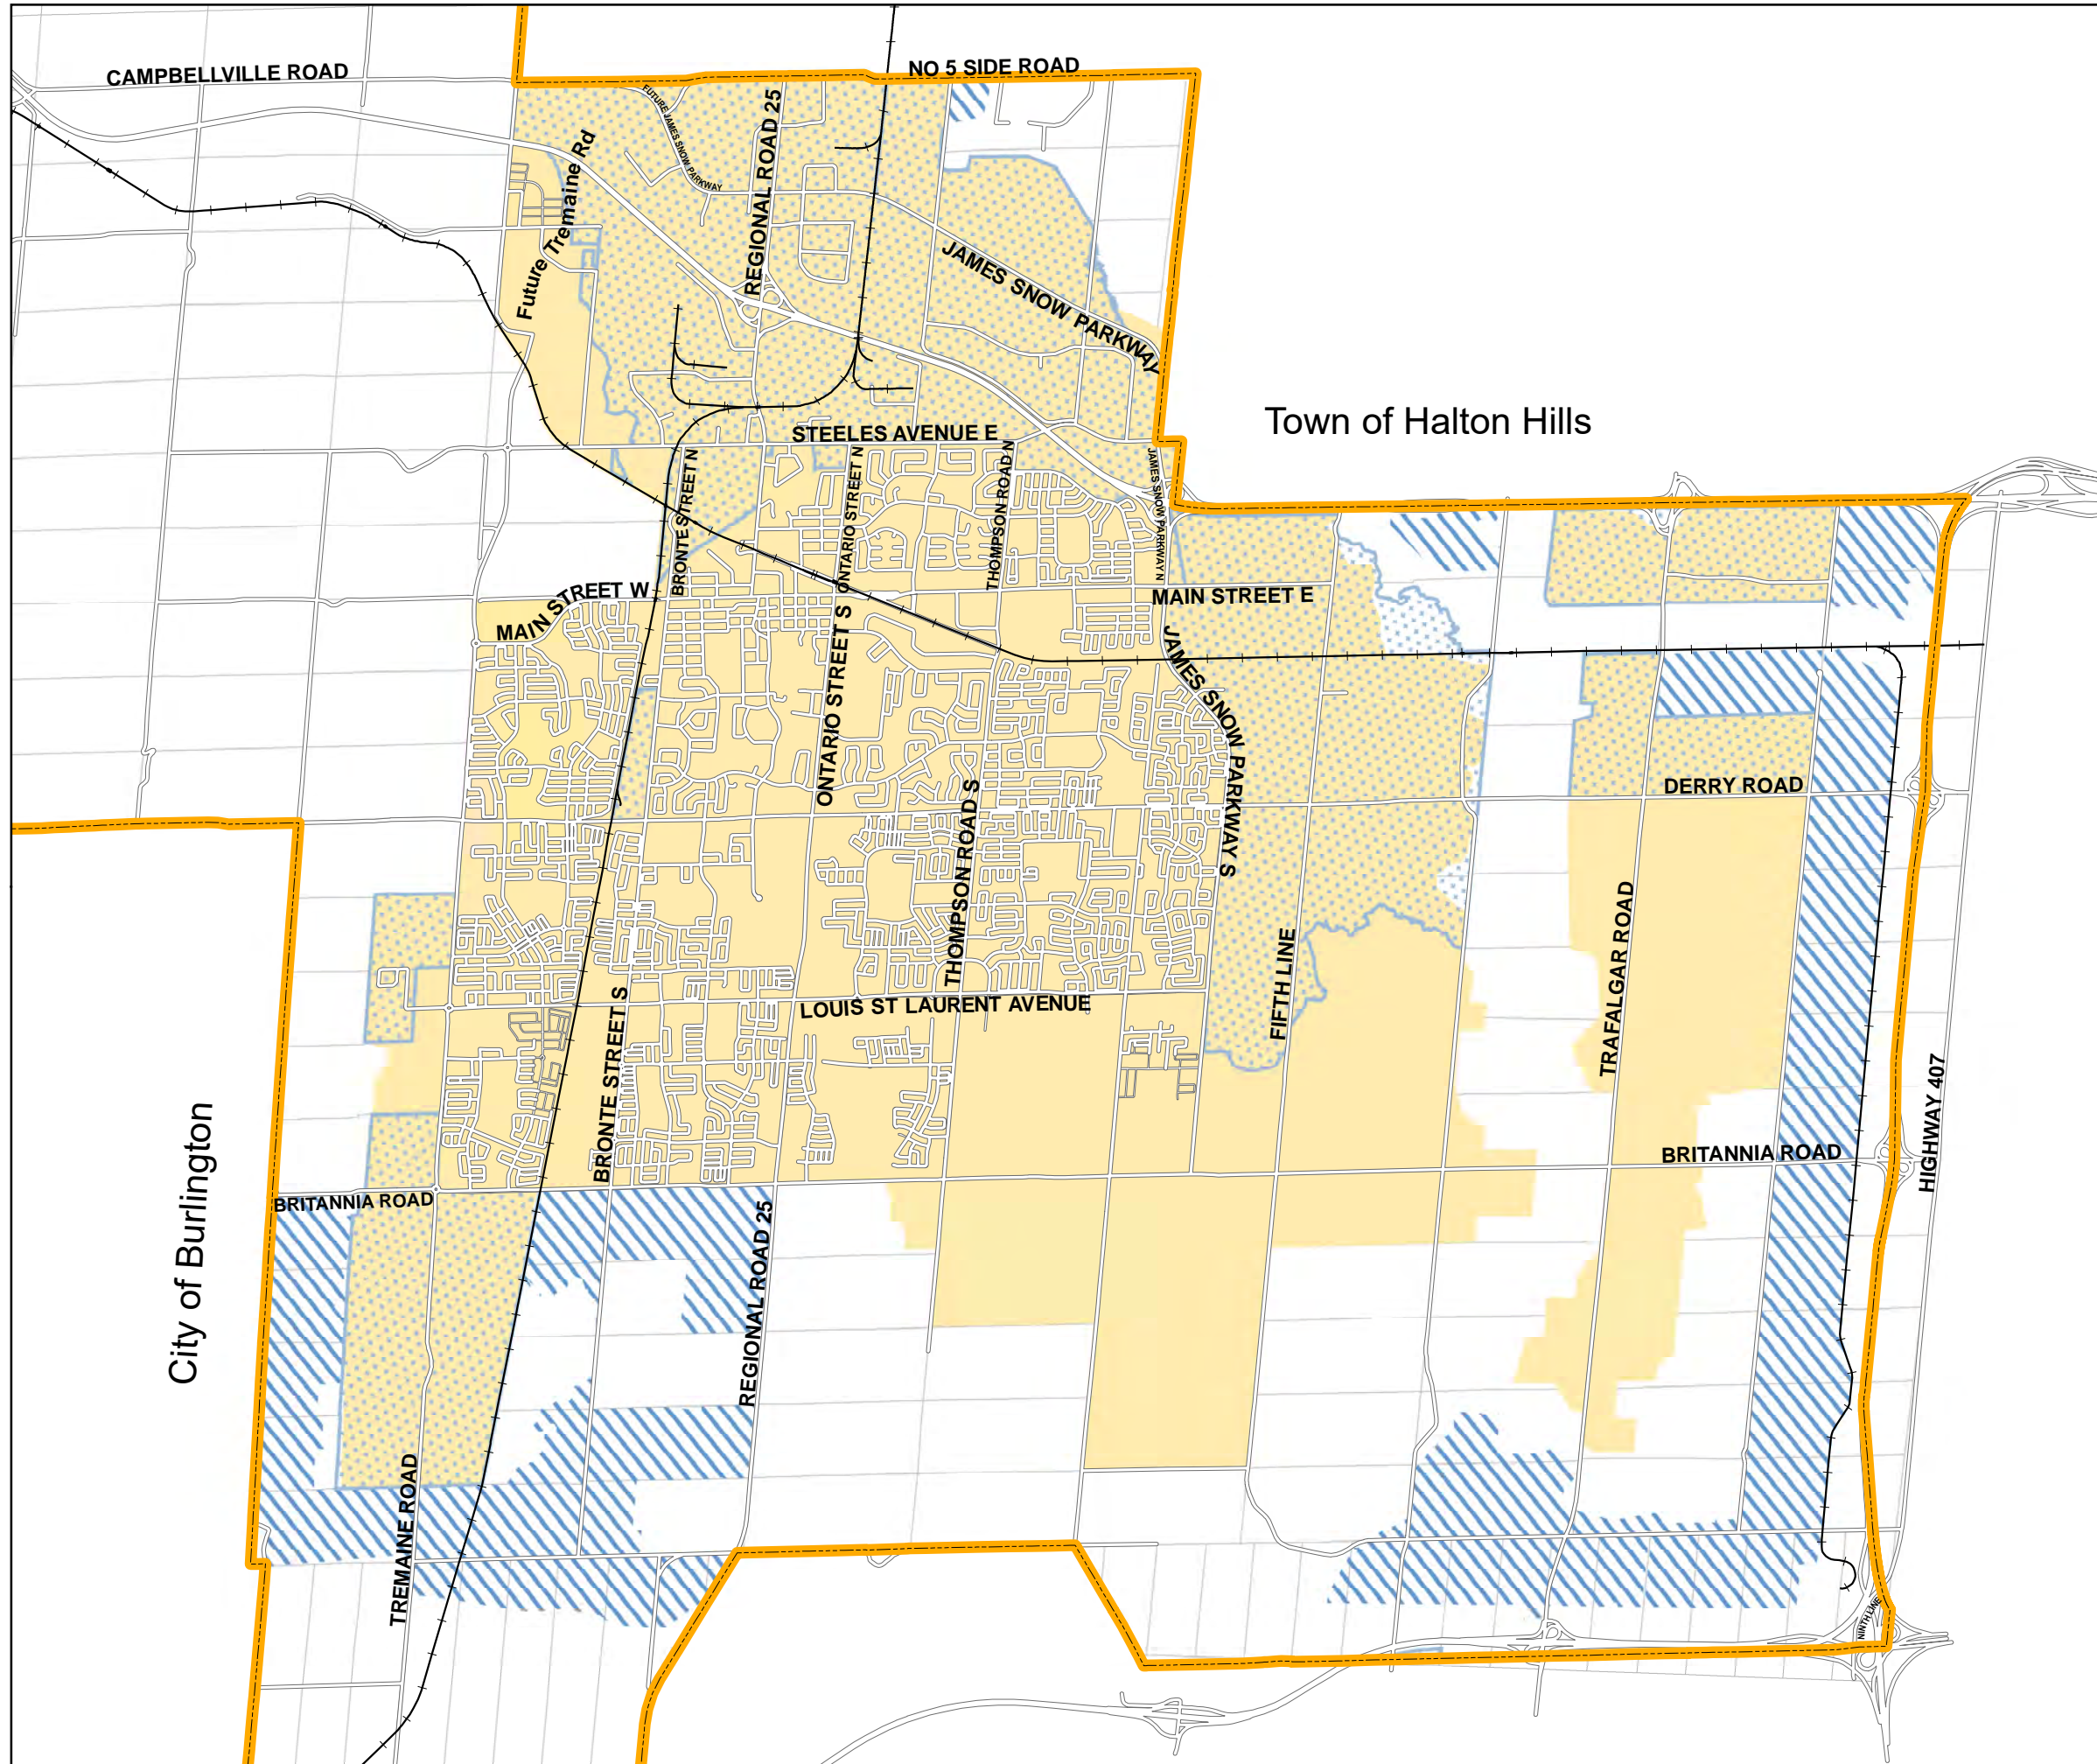 CAMPBELLVILLE ROAD
NO 5 SIDE ROAD
FUTURE JAMES SNOW PARKWAY
REGIONAL ROAD 25
Future Tremaine Rd
JAMES SNOW PARKWAY
Town of Halton Hills
STEELES AVENUE E
BRONTE STREET N
ONTARIO STREET N
THOMPSON ROAD N
JAMES SNOW PARKWAY N
MAIN STREET W
MAIN STREET E
ONTARIO STREET S
JAMES SNOW PARKWAY S
DERRY ROAD
THOMPSON ROAD S
TRAFALGAR ROAD
FIFTH LINE
LOUIS ST LAURENT AVENUE
BRONTE STREET S
HIGHWAY 407
City of Burlington
BRITANNIA ROAD
BRITANNIA ROAD
REGIONAL ROAD 25
TREMAINE ROAD
NINTH LINE